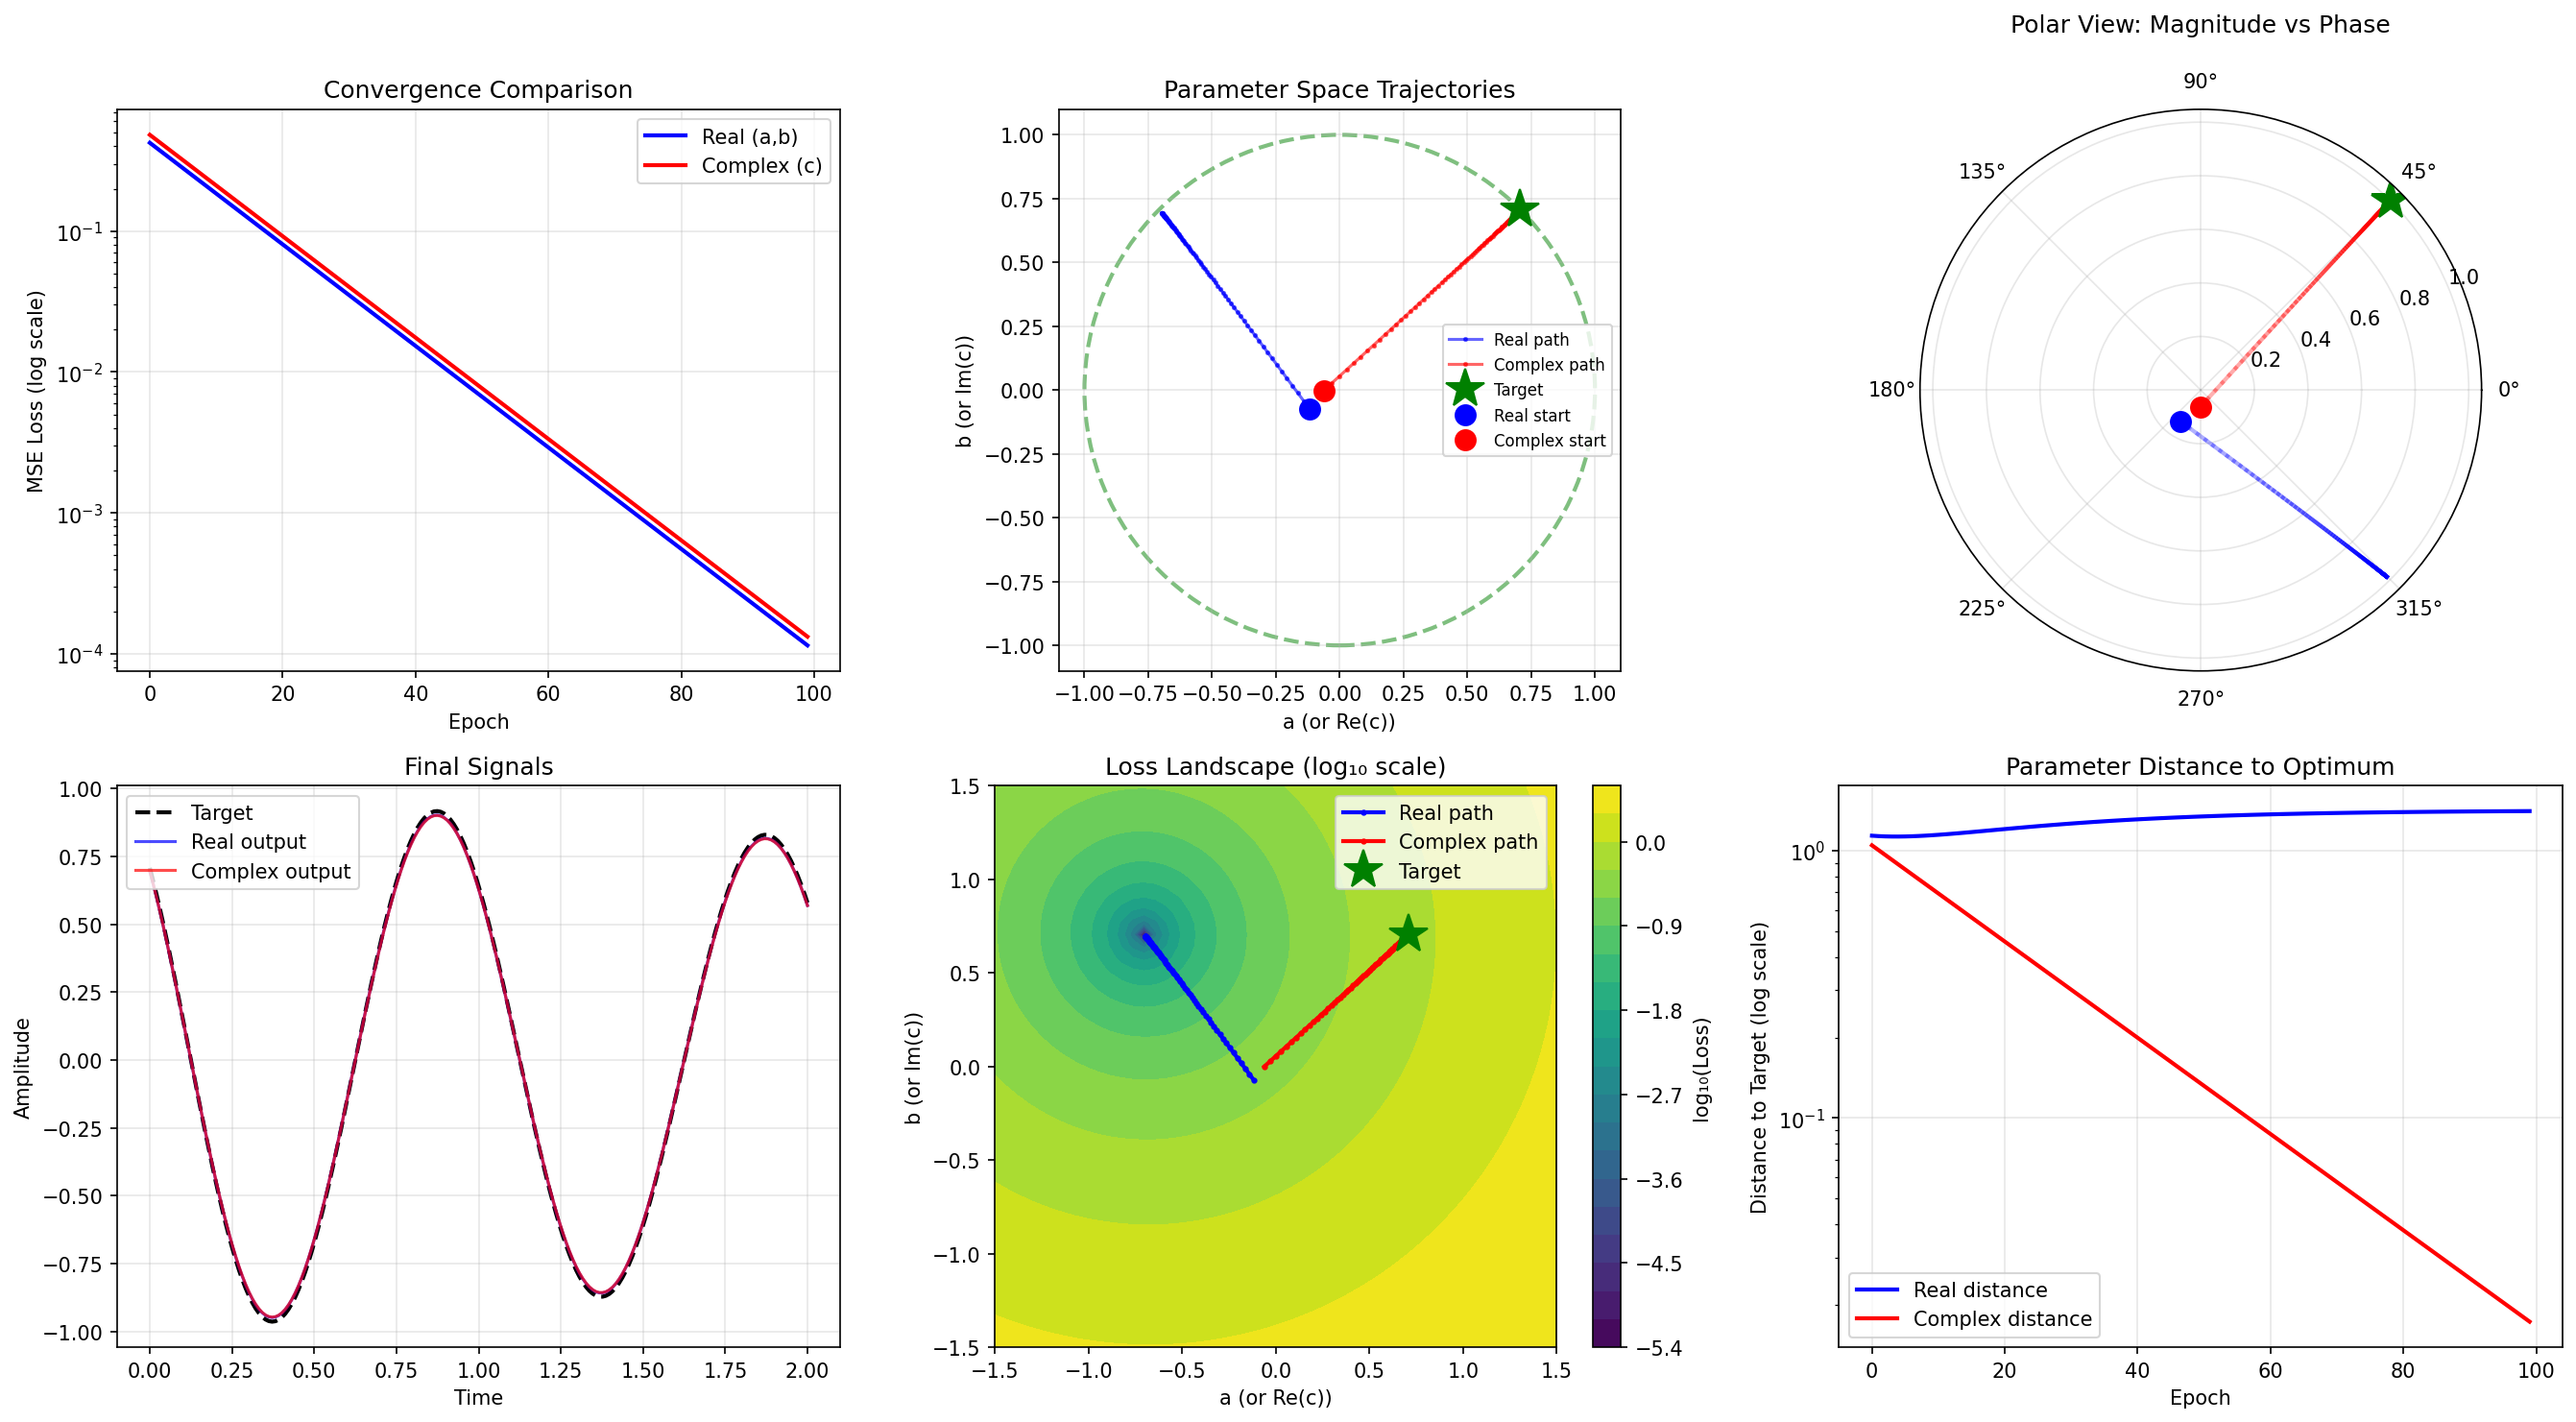 Convergence Comparison
MSE Loss (log scale)
10⁻¹
10⁻²
10⁻³
10⁻⁴
0 20 40 60 80 100
Epoch
Real (a,b)
Complex (c)
Parameter Space Trajectories
b (or Im(c))
1.00
0.75
0.50
0.25
0.00
−0.25
−0.50
−0.75
−1.00
−1.00 −0.75 −0.50 −0.25 0.00 0.25 0.50 0.75 1.00
a (or Re(c))
Real path
Complex path
Target
Real start
Complex start
Polar View: Magnitude vs Phase
90°
135°
45°
180°
0°
225°
315°
270°
1.0
0.8
0.6
0.4
0.2
Final Signals
Amplitude
1.00
0.75
0.50
0.25
0.00
−0.25
−0.50
−0.75
−1.00
0.00 0.25 0.50 0.75 1.00 1.25 1.50 1.75 2.00
Time
Target
Real output
Complex output
Loss Landscape (log₁₀ scale)
b (or Im(c))
1.5
1.0
0.5
0.0
−0.5
−1.0
−1.5
−1.5 −1.0 −0.5 0.0 0.5 1.0 1.5
a (or Re(c))
Real path
Complex path
Target
0.0
−0.9
−1.8
−2.7
−3.6
−4.5
−5.4
log₁₀(Loss)
Parameter Distance to Optimum
Distance to Target (log scale)
10⁰
10⁻¹
0 20 40 60 80 100
Epoch
Real distance
Complex distance